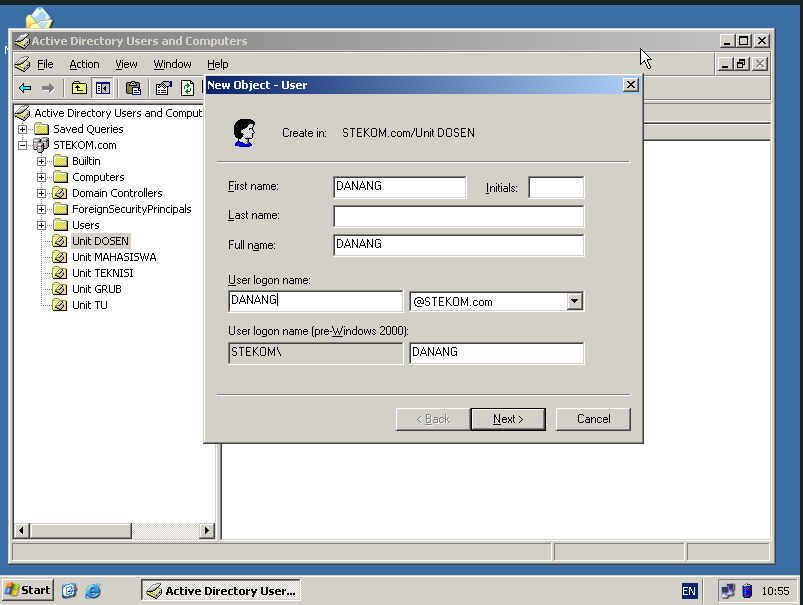 Active Directory Users and Computers
File Action View Window Help
Active Directory Users and Comput
Saved Queries
STEKOM.com
Builtin
Computers
Domain Controllers
ForeignSecurityPrincipals
Users
Unit DOSEN
Unit MAHASISWA
Unit TEKNISI
Unit GRUB
Unit TU
New Object - User
Create in: STEKOM.com/Unit DOSEN
First name: DANANG Initials:
Last name:
Full name: DANANG
User logon name:
DANANG @STEKOM.com
User logon name (pre-Windows 2000):
STEKOM\ DANANG
< Back Next > Cancel
Start Active Directory User... EN 10:55